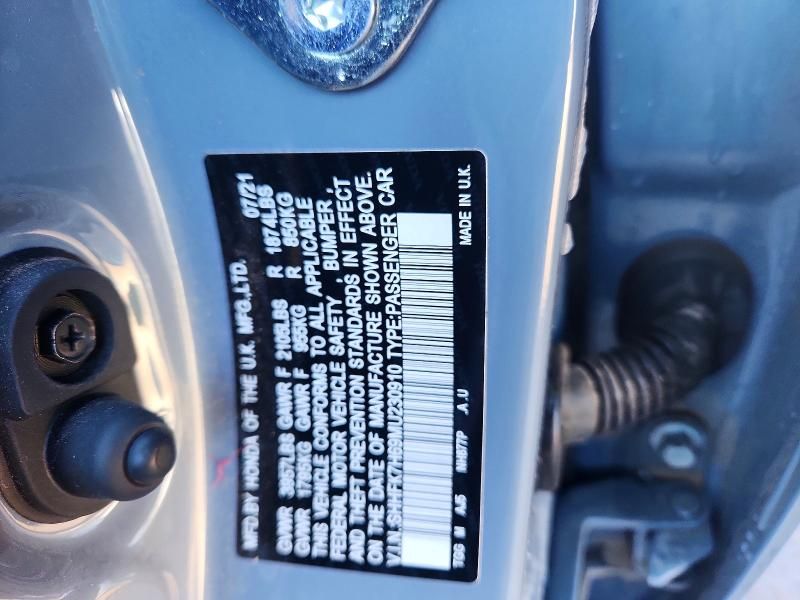 MFD.BY HONDA OF THE U.K. MFG.,LTD. 07/21
GVWR 3957LBS GAWR F 2105LBS R 1874LBS
GVWR 1795KG GAWR F 955KG R 850KG
THIS VEHICLE CONFORMS TO ALL APPLICABLE
FEDERAL MOTOR VEHICLE SAFETY, BUMPER,
AND THEFT PREVENTION STANDARDS IN EFFECT
ON THE DATE OF MANUFACTURE SHOWN ABOVE.
V.I.N.:SHHFK7H69MU230910 TYPE:PASSENGER CAR
TGG M A/5 NH877P .A.U MADE IN U.K.